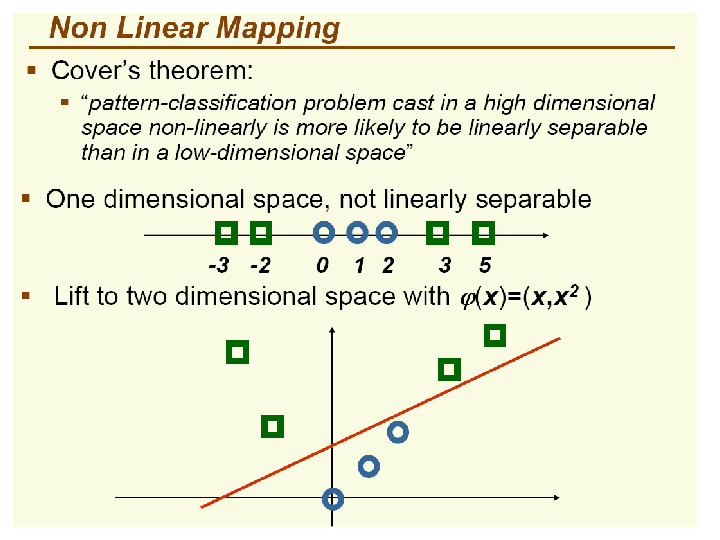 Non Linear Mapping
▪ Cover's theorem:
▪ “pattern-classification problem cast in a high dimensional
space non-linearly is more likely to be linearly separable
than in a low-dimensional space”
▪ One dimensional space, not linearly separable
-3 -2 0 1 2 3 5
▪ Lift to two dimensional space with φ(x)=(x,x² )